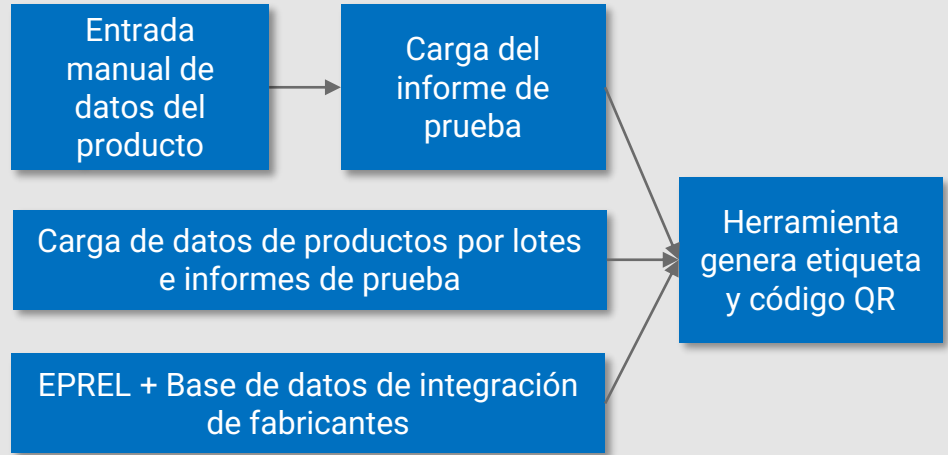 Entrada
manual de
datos del
producto
Carga del
informe de
prueba
Carga de datos de productos por lotes
e informes de prueba
EPREL + Base de datos de integración
de fabricantes
Herramienta
genera etiqueta
y código QR